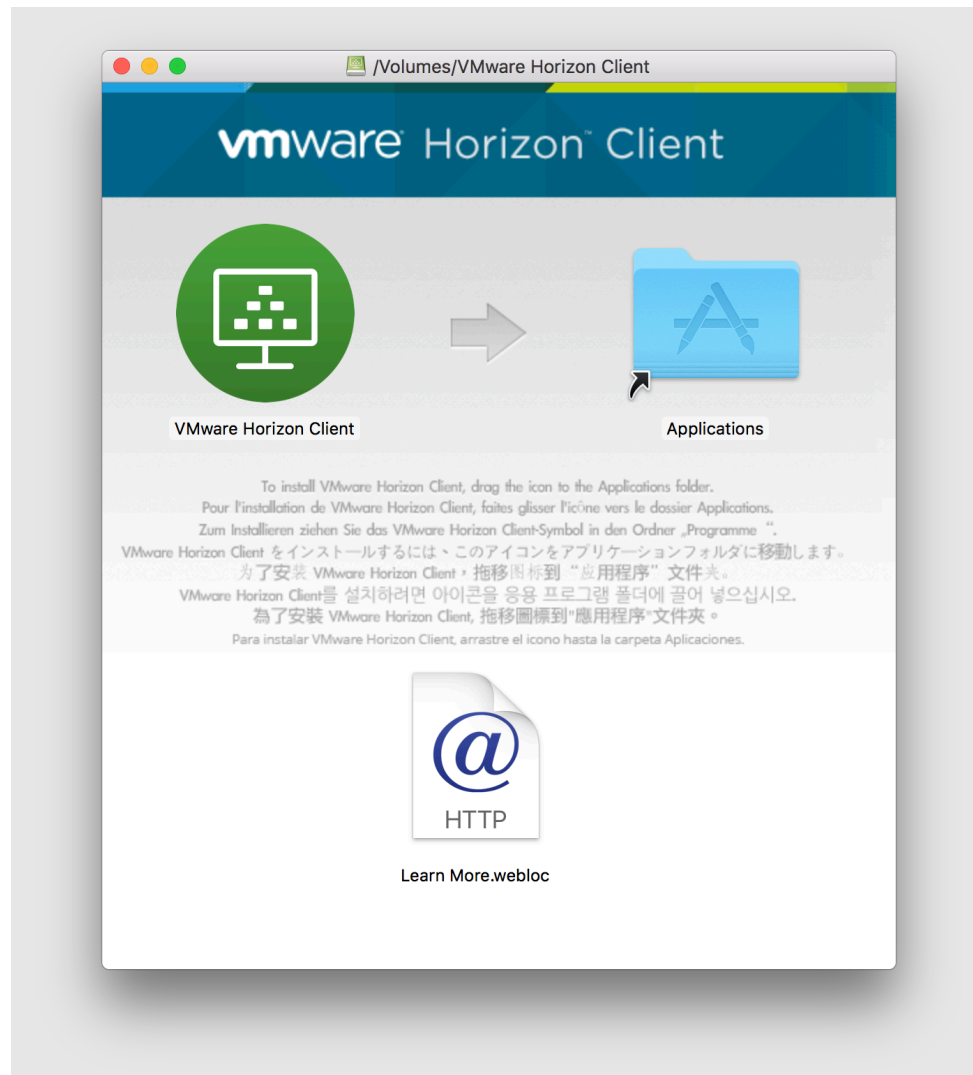 /Volumes/VMware Horizon Client
vmware Horizon™ Client
VMware Horizon Client
Applications
To install VMware Horizon Client, drag the icon to the Applications folder.
Pour l'installation de VMware Horizon Client, faites glisser l'icône vers le dossier Applications.
Zum Installieren ziehen Sie das VMware Horizon Client-Symbol in den Ordner „Programme “.
VMware Horizon Client をインストールするには、このアイコンをアプリケーションフォルダに移動します。
为了安装 VMware Horizon Client，拖移图标到“应用程序”文件夹。
VMware Horizon Client를 설치하려면 아이콘을 응용 프로그램 폴더에 끌어 넣으십시오.
為了安裝 VMware Horizon Client, 拖移圖標到"應用程序"文件夾。
Para instalar VMware Horizon Client, arrastre el icono hasta la carpeta Aplicaciones.
@
HTTP
Learn More.webloc